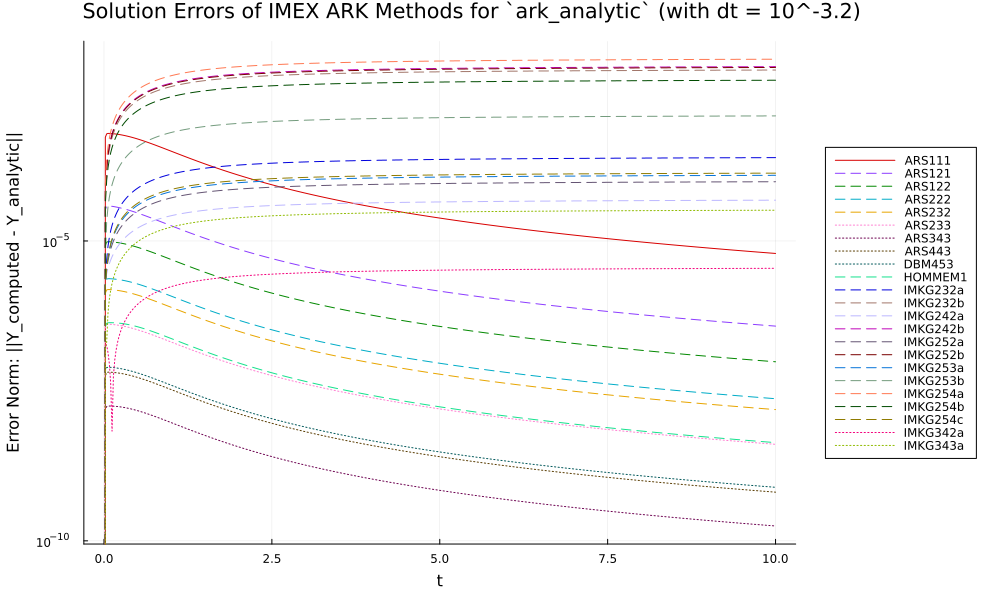 Solution Errors of IMEX ARK Methods for `ark_analytic` (with dt = 10^-3.2)
Error Norm: ||Y_computed - Y_analytic||
10⁻⁵
10⁻¹⁰
0.0
2.5
5.0
7.5
10.0
t
ARS111
ARS121
ARS122
ARS222
ARS232
ARS233
ARS343
ARS443
DBM453
HOMMEM1
IMKG232a
IMKG232b
IMKG242a
IMKG242b
IMKG252a
IMKG252b
IMKG253a
IMKG253b
IMKG254a
IMKG254b
IMKG254c
IMKG342a
IMKG343a